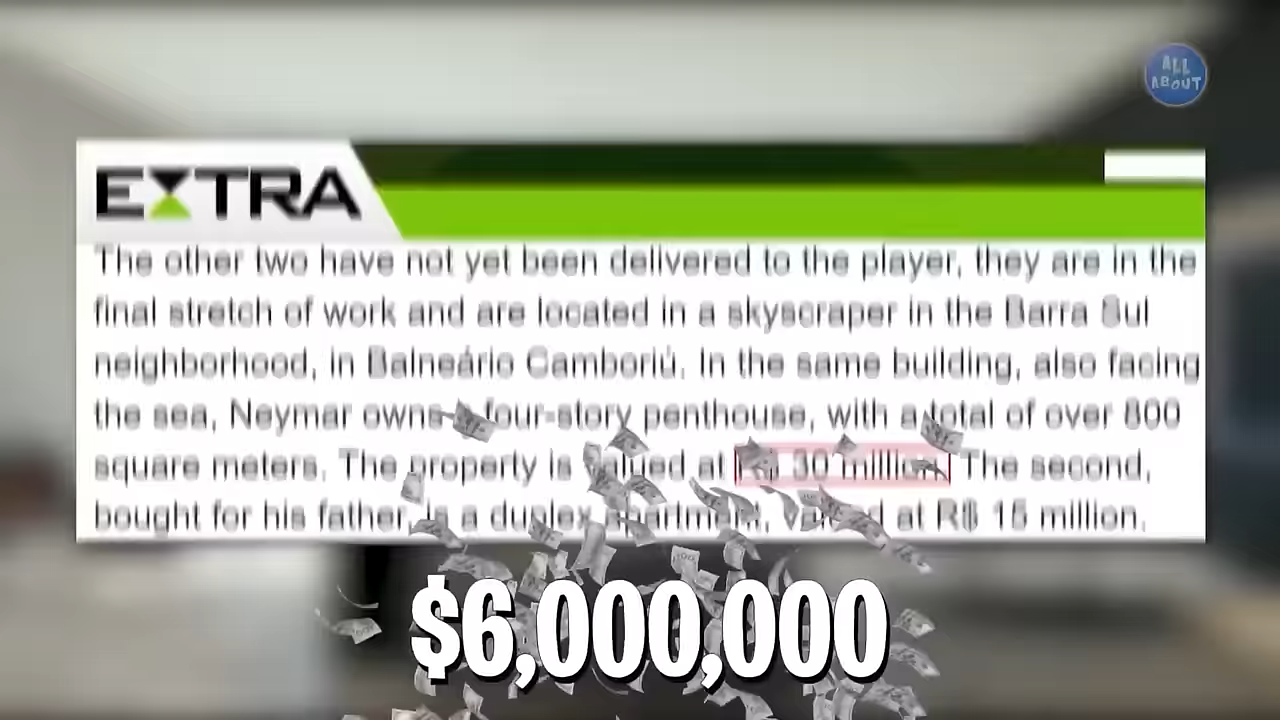 ALL
ABOUT
EXTRA
The other two have not yet been delivered to the player, they are in the
final stretch of work and are located in a skyscraper in the Barra Sul
neighborhood, in Balneário Camboriú. In the same building, also facing
the sea, Neymar owns a four-story penthouse, with a total of over 800
square meters. The property is valued at R$ 30 million. The second,
bought for his father, is a duplex apartment, valued at R$ 15 million.
$6,000,000